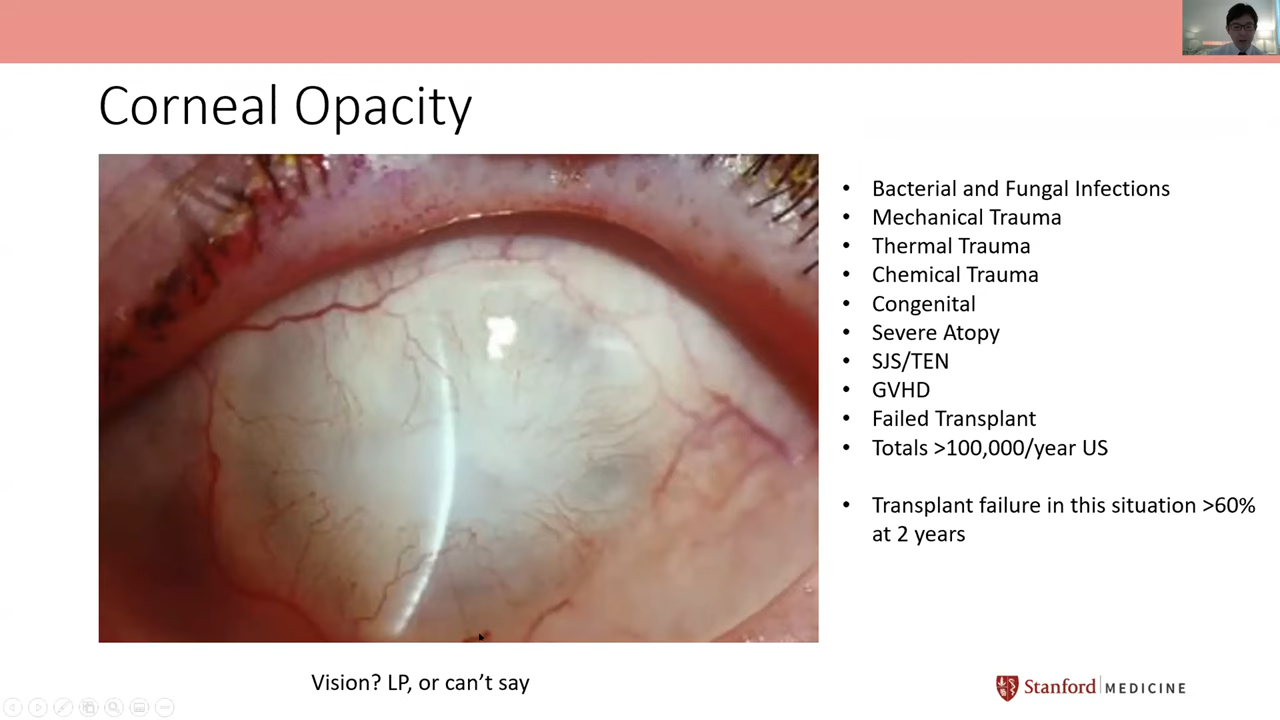 Corneal Opacity
• Bacterial and Fungal Infections
• Mechanical Trauma
• Thermal Trauma
• Chemical Trauma
• Congenital
• Severe Atopy
• SJS/TEN
• GVHD
• Failed Transplant
• Totals >100,000/year US
• Transplant failure in this situation >60%
at 2 years
Vision? LP, or can’t say
Stanford MEDICINE